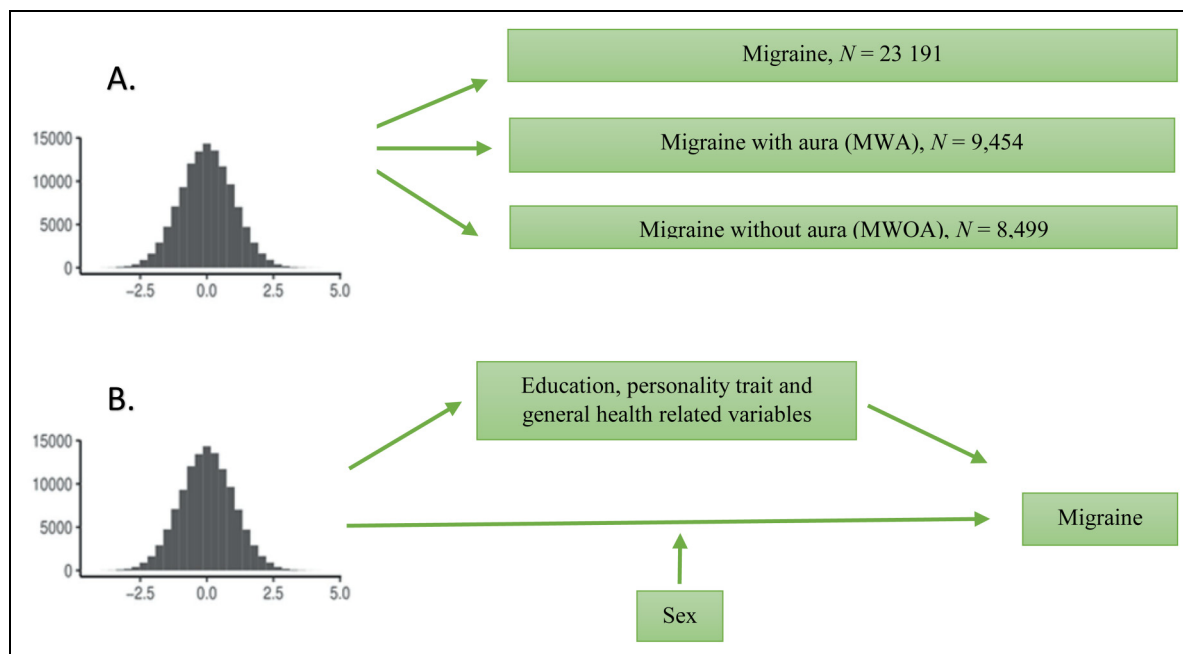 A.
Migraine, N = 23 191
Migraine with aura (MWA), N = 9,454
Migraine without aura (MWOA), N = 8,499
15000
10000
5000
0
−2.5 0.0 2.5 5.0
B.
Education, personality trait and
general health related variables
15000
10000
5000
0
−2.5 0.0 2.5 5.0
Migraine
Sex